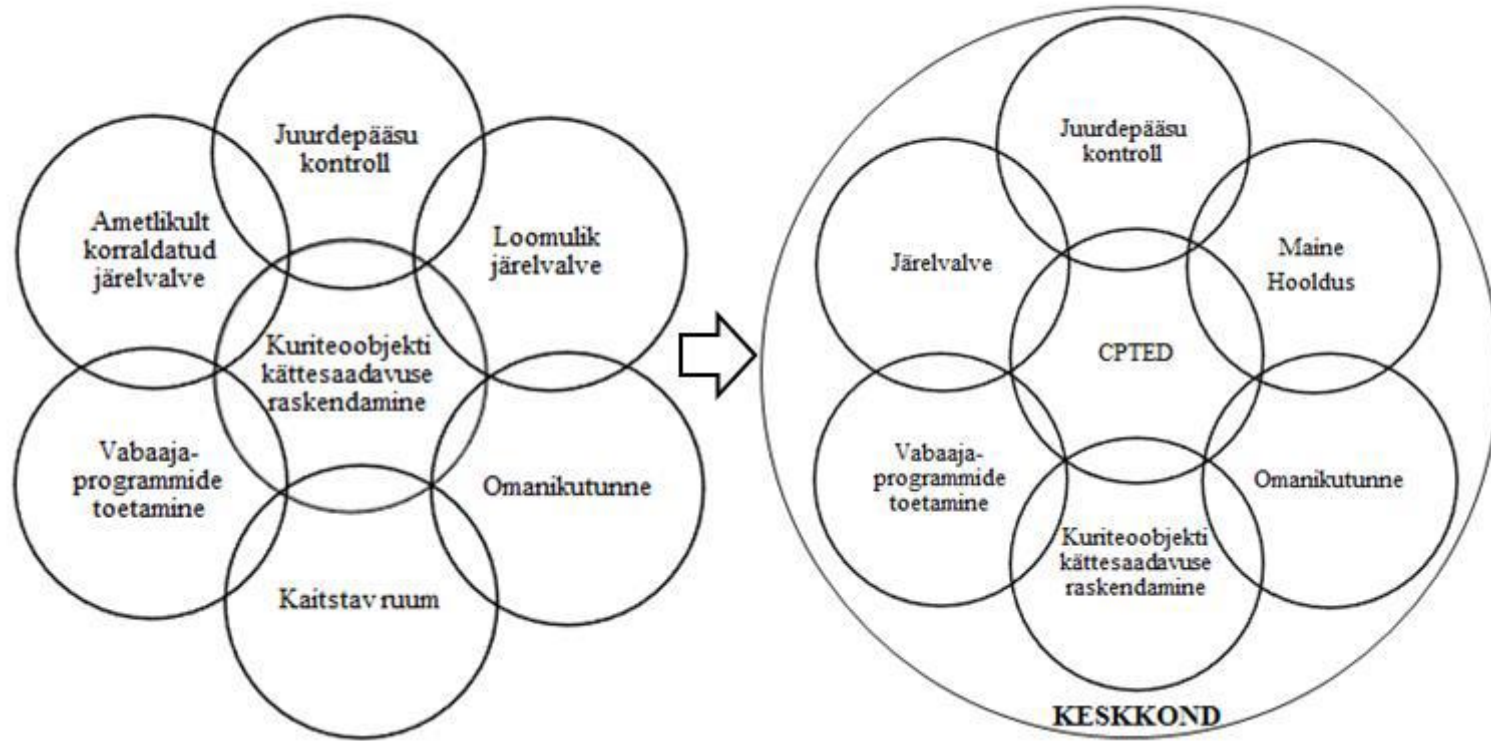 Juurdepääsu
kontroll
Ametlikult
korraldatud
järelvalve
Loomulik
järelvalve
Kuriteoobjekti
kättesaadavuse
raskendamine
Vabaaja-
programmide
toetamine
Omanikutunne
Kaitstav ruum
Juurdepääsu
kontroll
Järelvalve
Maine
Hooldus
CPTED
Vabaaja-
programmide
toetamine
Omanikutunne
Kuriteoobjekti
kättesaadavuse
raskendamine
KESKKOND